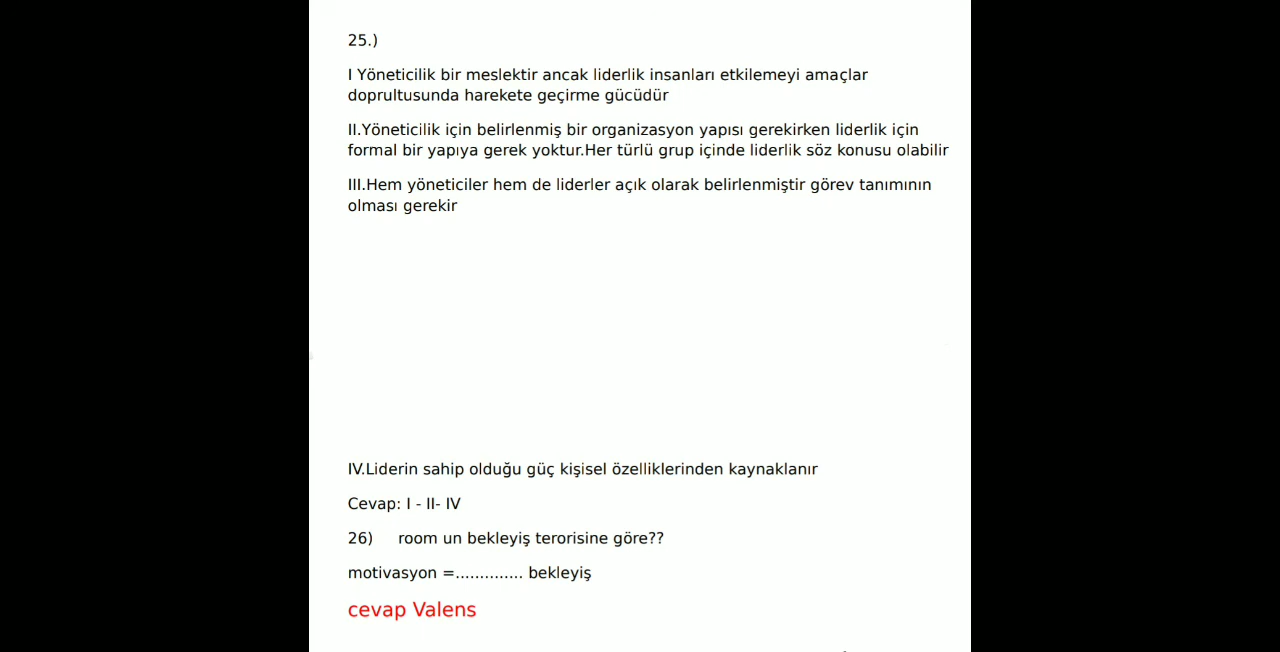 25.)
I Yöneticilik bir meslektir ancak liderlik insanları etkilemeyi amaçlar
doprultusunda harekete geçirme gücüdür
II.Yöneticilik için belirlenmiş bir organizasyon yapısı gerekirken liderlik için
formal bir yapıya gerek yoktur.Her türlü grup içinde liderlik söz konusu olabilir
III.Hem yöneticiler hem de liderler açık olarak belirlenmiştir görev tanımının
olması gerekir
IV.Liderin sahip olduğu güç kişisel özelliklerinden kaynaklanır
Cevap: I - II- IV
26) room un bekleyiş terorisine göre??
motivasyon =.............. bekleyiş
cevap Valens